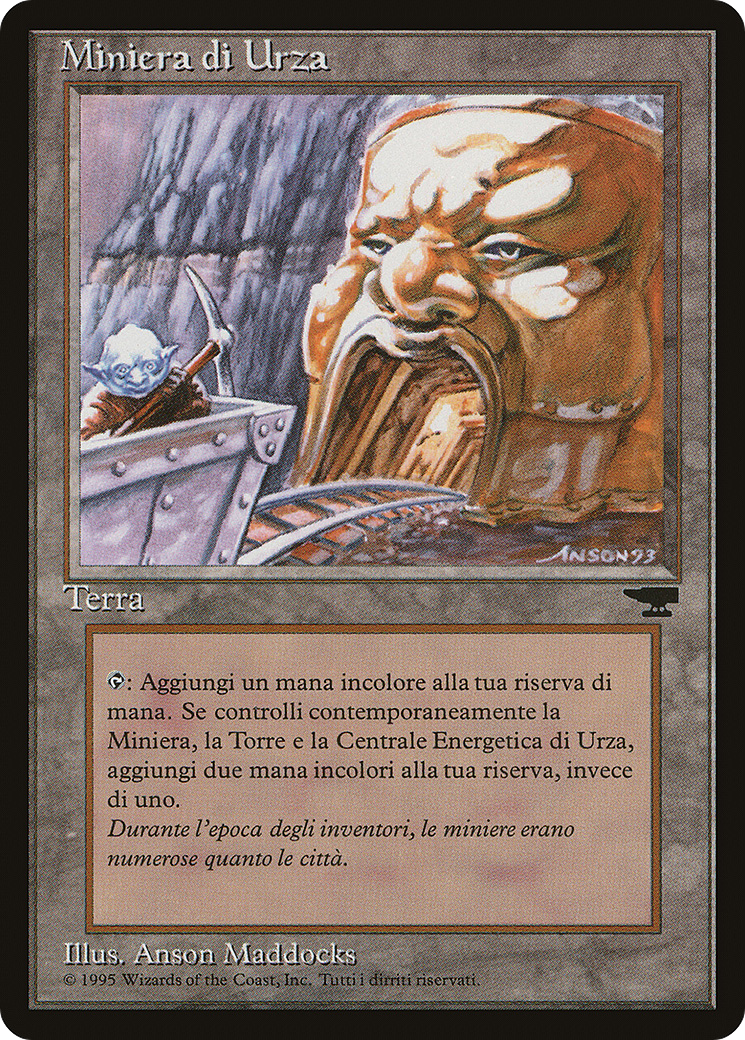 Miniera di Urza
ANSON93
Terra
: Aggiungi un mana incolore alla tua riserva di
mana. Se controlli contemporaneamente la
Miniera, la Torre e la Centrale Energetica di Urza,
aggiungi due mana incolori alla tua riserva, invece
di uno.
Durante l'epoca degli inventori, le miniere erano
numerose quanto le città.
Illus. Anson Maddocks
© 1995 Wizards of the Coast, Inc. Tutti i dirriti riservati.